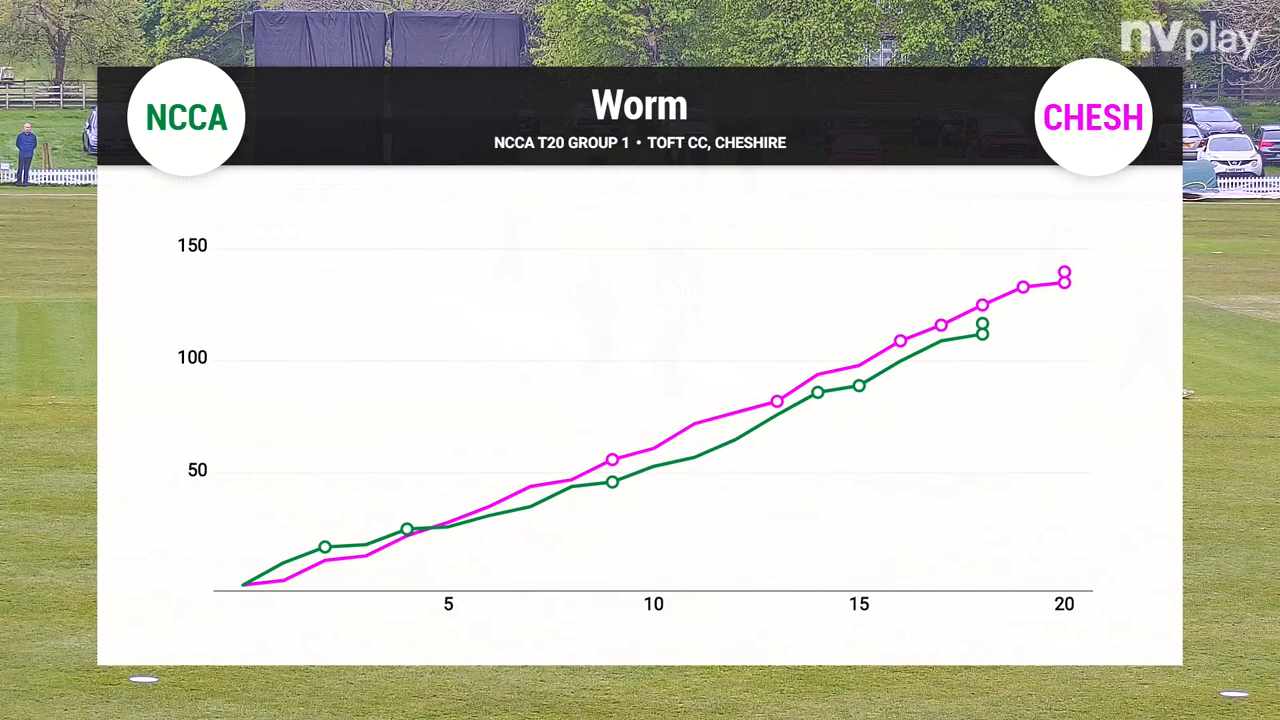 nvplay
NCCA
Worm
CHESH
NCCA T20 GROUP 1 • TOFT CC, CHESHIRE
150
100
50
5 10 15 20